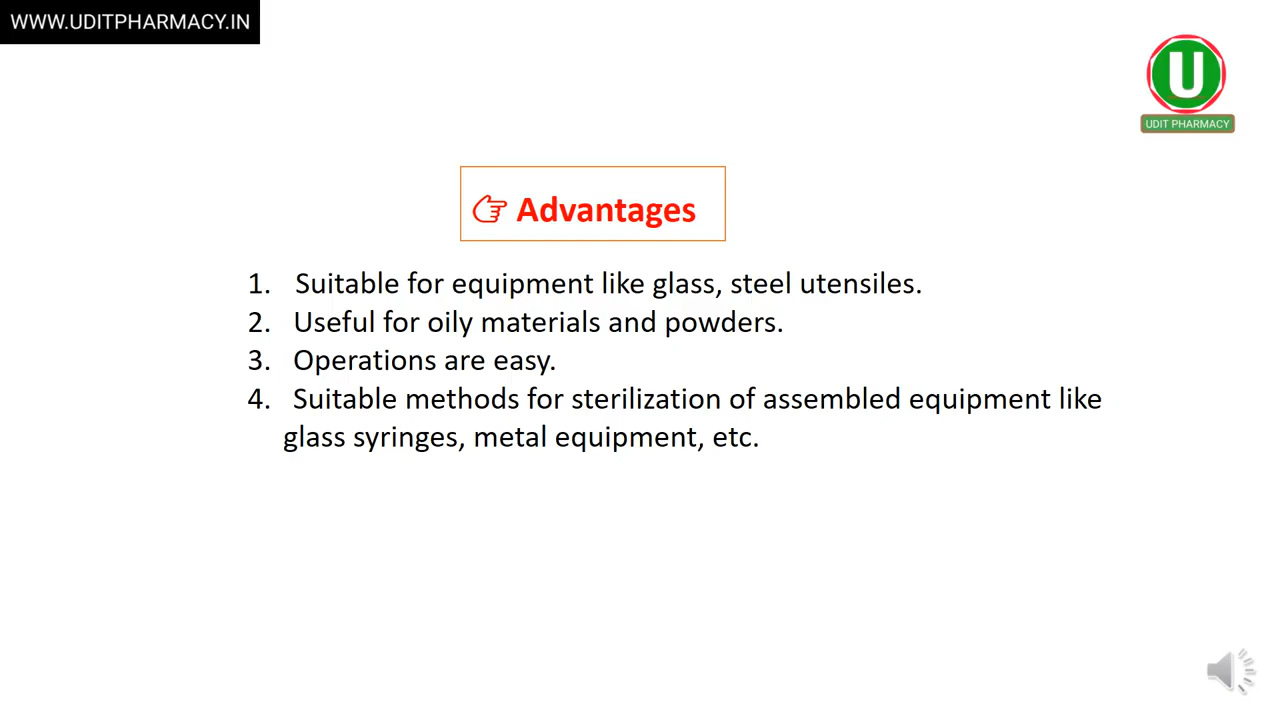 WWW.UDITPHARMACY.IN
U
UDIT PHARMACY
Advantages
1. Suitable for equipment like glass, steel utensiles.
2. Useful for oily materials and powders.
3. Operations are easy.
4. Suitable methods for sterilization of assembled equipment like
glass syringes, metal equipment, etc.